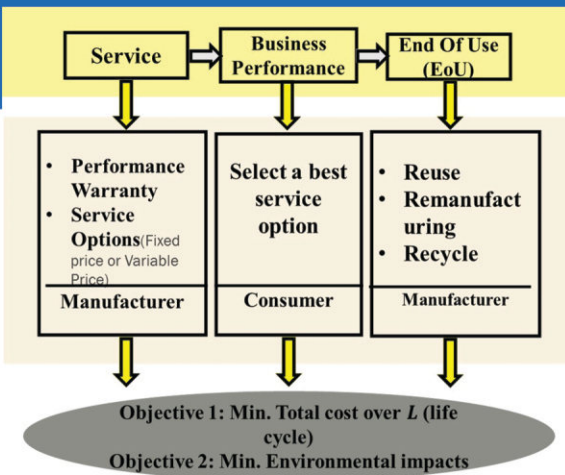 Service
Business
Performance
End Of Use
(EoU)
• Performance
Warranty
• Service
Options(Fixed
price or Variable
Price)
Manufacturer
Select a best
service
option
Consumer
• Reuse
• Remanufact
uring
• Recycle
Manufacturer
Objective 1: Min. Total cost over L (life
cycle)
Objective 2: Min. Environmental impacts